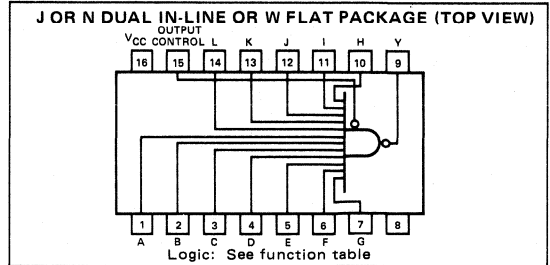 J OR N DUAL IN-LINE OR W FLAT PACKAGE (TOP VIEW)
OUTPUT
VCC CONTROL L K J I H Y
16 15 14 13 12 11 10 9
1 2 3 4 5 6 7 8
A B C D E F G
Logic: See function table